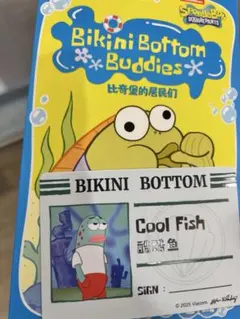 SpongeBob
SQUAREPANTS
Bikini Bottom
Buddies
比奇堡的居民们
BIKINI BOTTOM
Cool Fish
酷酷鱼
SIGN :
© 2025 Viacom.